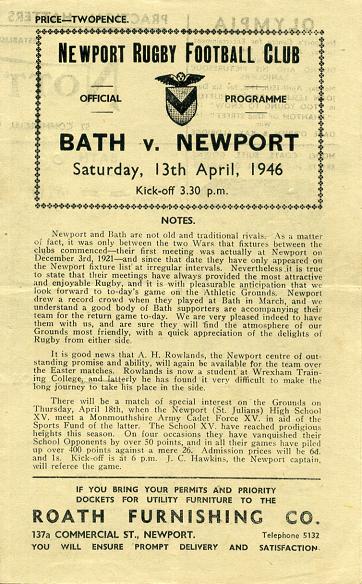 PRICE—TWOPENCE.
NEWPORT RUGBY FOOTBALL CLUB
OFFICIAL PROGRAMME
BATH v. NEWPORT
Saturday, 13th April, 1946
Kick-off 3.30 p.m.
NOTES.
Newport and Bath are not old and traditional rivals. As a matter
of fact, it was only between the two Wars that fixtures between the
clubs commenced—their first meeting was actually at Newport on
December 3rd, 1921—and since that date they have only appeared on
the Newport fixture list at irregular intervals. Nevertheless it is true
to state that their meetings have always provided the most attractive
and enjoyable Rugby, and it is with pleasurable anticipation that we
look forward to to-day's game on the Athletic Grounds. Newport
drew a record crowd when they played at Bath in March, and we
understand a good body of Bath supporters are accompanying their
team for the return game to-day. We are very pleased indeed to have
them with us, and are sure they will find the atmosphere of our
Grounds most friendly, with a quick appreciation of the delights of
Rugby from either side.
It is good news that A. H. Rowlands, the Newport centre of out-
standing promise and ability, will again be available for the team over
the Easter matches. Rowlands is now a student at Wrexham Train-
ing College, and latterly he has found it very difficult to make the
long journey to take his place in the side.
There will be a match of special interest on the Grounds on
Thursday, April 18th, when the Newport (St. Julians) High School
XV. meet a Monmouthshire Army Cadet Force XV. in aid of the
Sports Fund of the latter. The School XV. have reached prodigious
heights this season. On four occasions they have vanquished their
School Opponents by over 50 points, and in all their games have piled
up over 400 points against a mere 26. Admission prices will be 6d.
and 1s. Kick-off is at 6 p.m. J. C. Hawkins, the Newport captain,
will referee the game.
IF YOU BRING YOUR PERMITS AND PRIORITY
DOCKETS FOR UTILITY FURNITURE TO THE
ROATH FURNISHING CO.
137a COMMERCIAL ST., NEWPORT. Telephone 5132
YOU WILL ENSURE PROMPT DELIVERY AND SATISFACTION